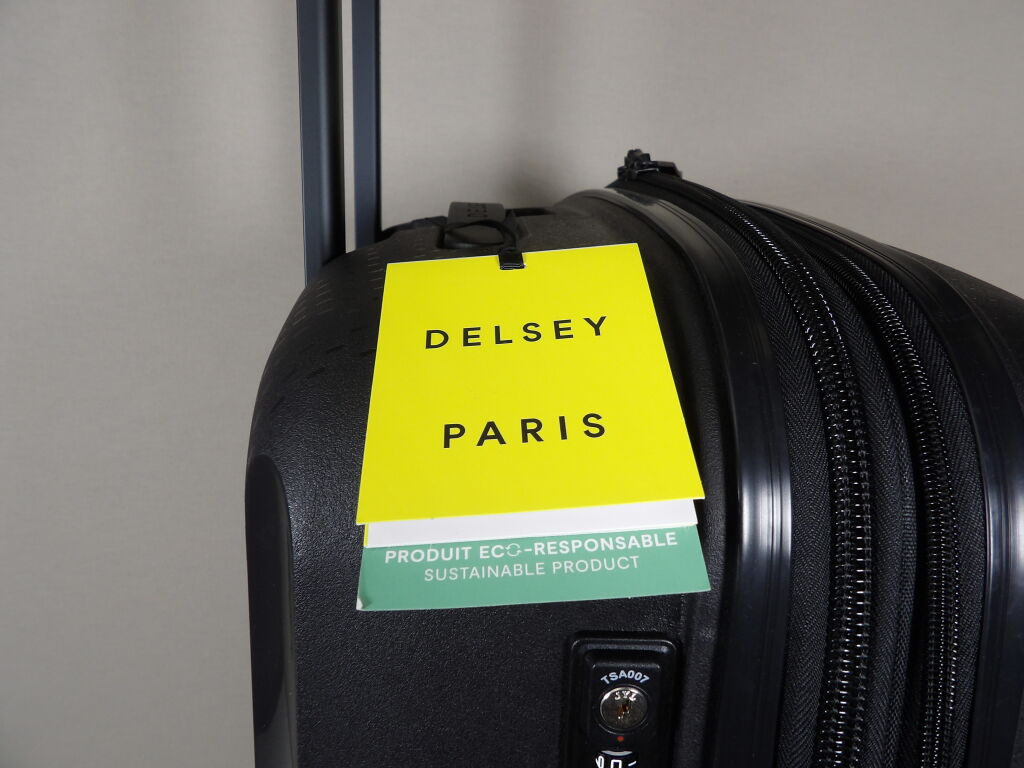 DELSEY
PARIS
PRODUIT ECO-RESPONSABLE
SUSTAINABLE PRODUCT
TSA007